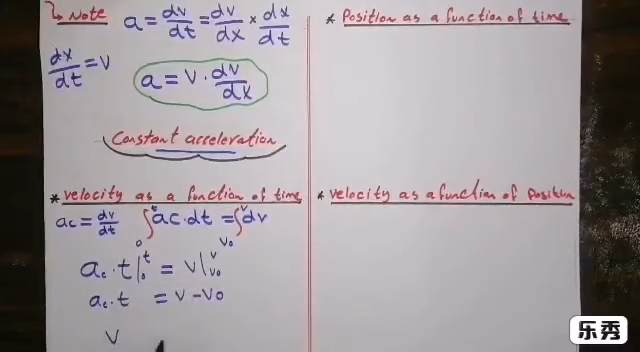 Note a = dv/dt = dv/dx × dx/dt
dx/dt = v
a = v · dv/dx
Constant acceleration
* velocity as a function of time
ac = dv/dt ∫₀ᵗ ac·dt = ∫ᵥ₀ᵛ dv
ac · t |₀ᵗ = v |ᵥ₀ᵛ
ac · t = v - v0
v
* Position as a function of time
* velocity as a function of position
乐秀